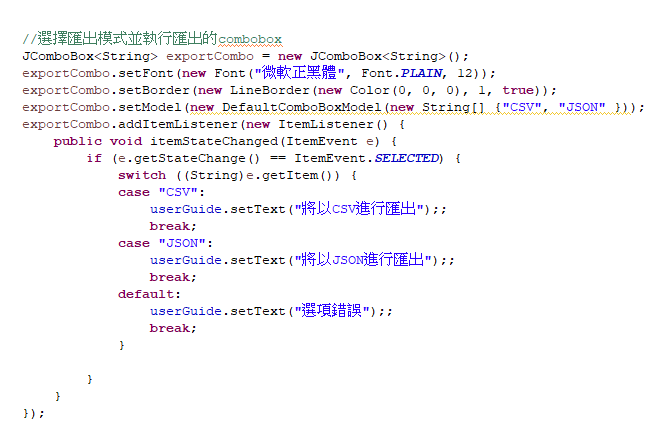 //選擇匯出模式並執行匯出的combobox
JComboBox<String> exportCombo = new JComboBox<String>();
exportCombo.setFont(new Font("微軟正黑體", Font.PLAIN, 12));
exportCombo.setBorder(new LineBorder(new Color(0, 0, 0), 1, true));
exportCombo.setModel(new DefaultComboBoxModel(new String[] {"CSV", "JSON" }));
exportCombo.addItemListener(new ItemListener() {
    public void itemStateChanged(ItemEvent e) {
        if (e.getStateChange() == ItemEvent.SELECTED) {
            switch ((String)e.getItem()) {
            case "CSV":
                userGuide.setText("將以CSV進行匯出");;
                break;
            case "JSON":
                userGuide.setText("將以JSON進行匯出");;
                break;
            default:
                userGuide.setText("選項錯誤");;
                break;
            }
        }
    }
});